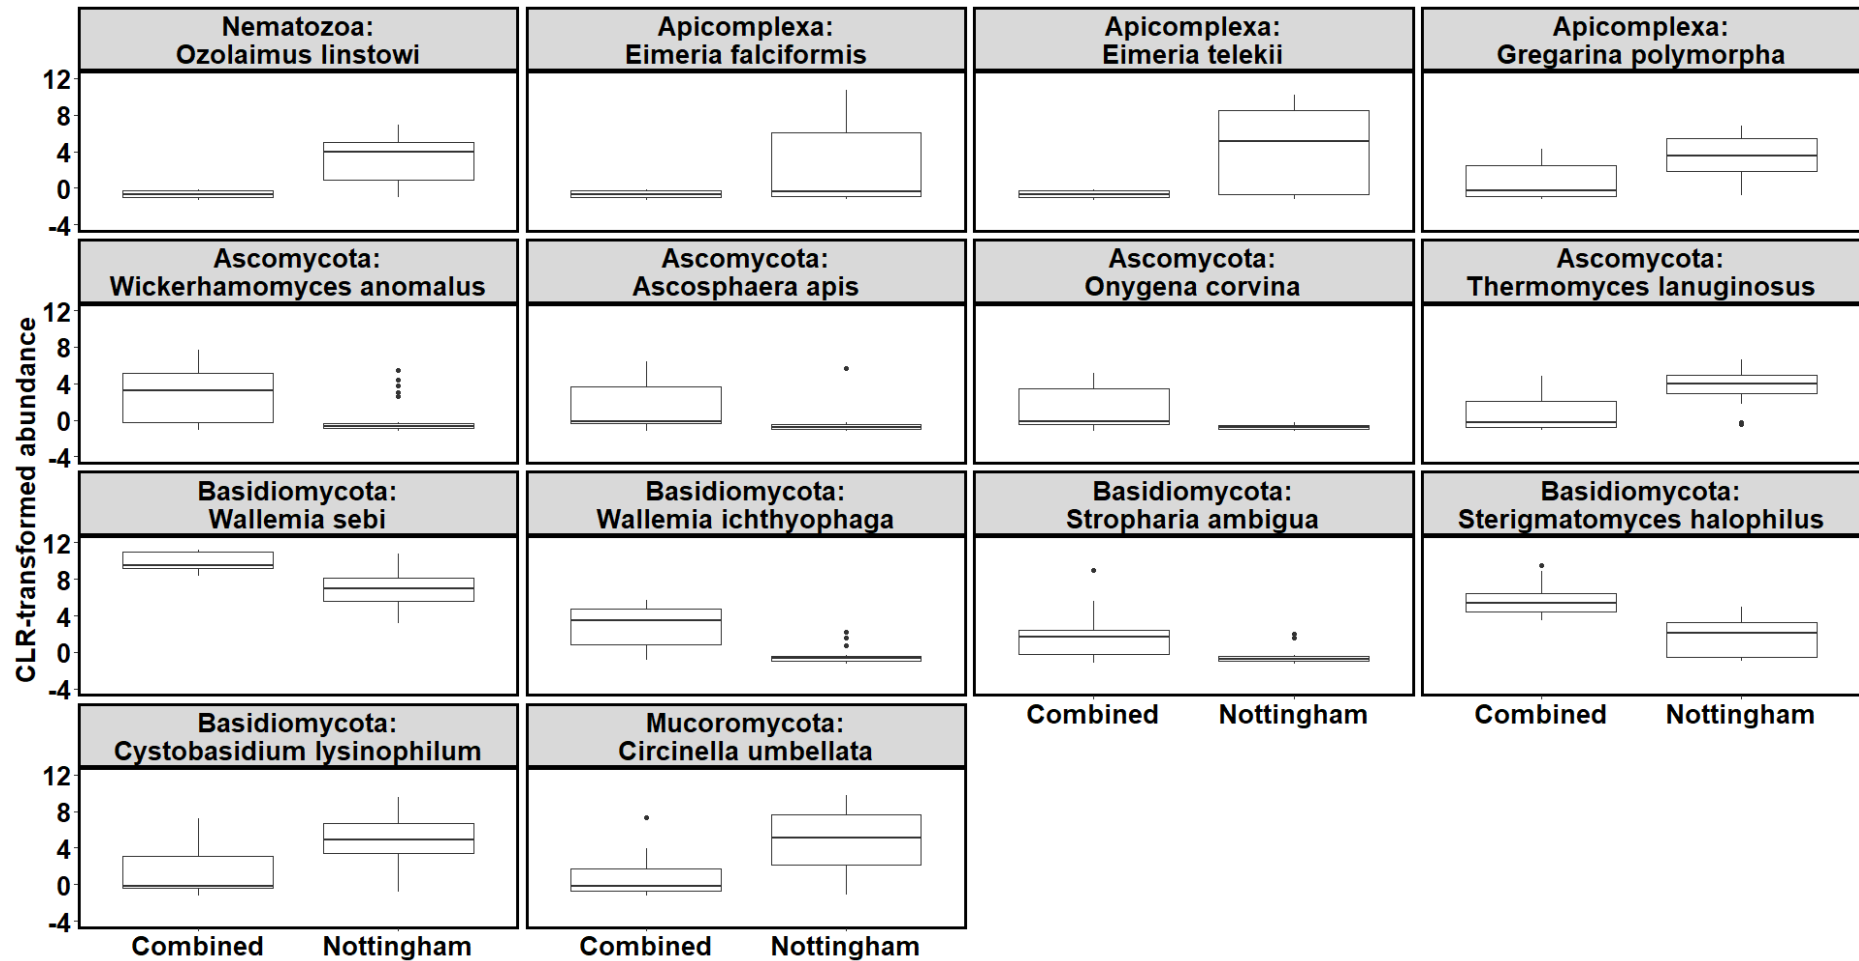 Nematozoa:
Ozolaimus linstowi
Apicomplexa:
Eimeria falciformis
Apicomplexa:
Eimeria telekii
Apicomplexa:
Gregarina polymorpha
12
8
4
0
-4
Ascomycota:
Wickerhamomyces anomalus
Ascomycota:
Ascosphaera apis
Ascomycota:
Onygena corvina
Ascomycota:
Thermomyces lanuginosus
12
8
4
0
-4
CLR-transformed abundance
Basidiomycota:
Wallemia sebi
Basidiomycota:
Wallemia ichthyophaga
Basidiomycota:
Stropharia ambigua
Basidiomycota:
Sterigmatomyces halophilus
12
8
4
0
-4
Combined Nottingham
Combined Nottingham
Basidiomycota:
Cystobasidium lysinophilum
Mucoromycota:
Circinella umbellata
12
8
4
0
-4
Combined Nottingham
Combined Nottingham